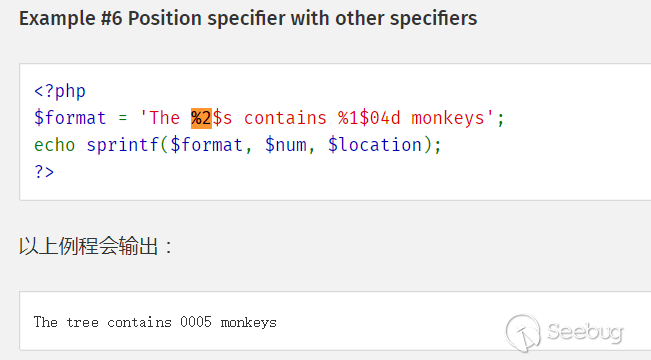 Example #6 Position specifier with other specifiers
<?php
$format = 'The %2$s contains %1$04d monkeys';
echo sprintf($format, $num, $location);
?>
以上例程会输出：
The tree contains 0005 monkeys
Seebug